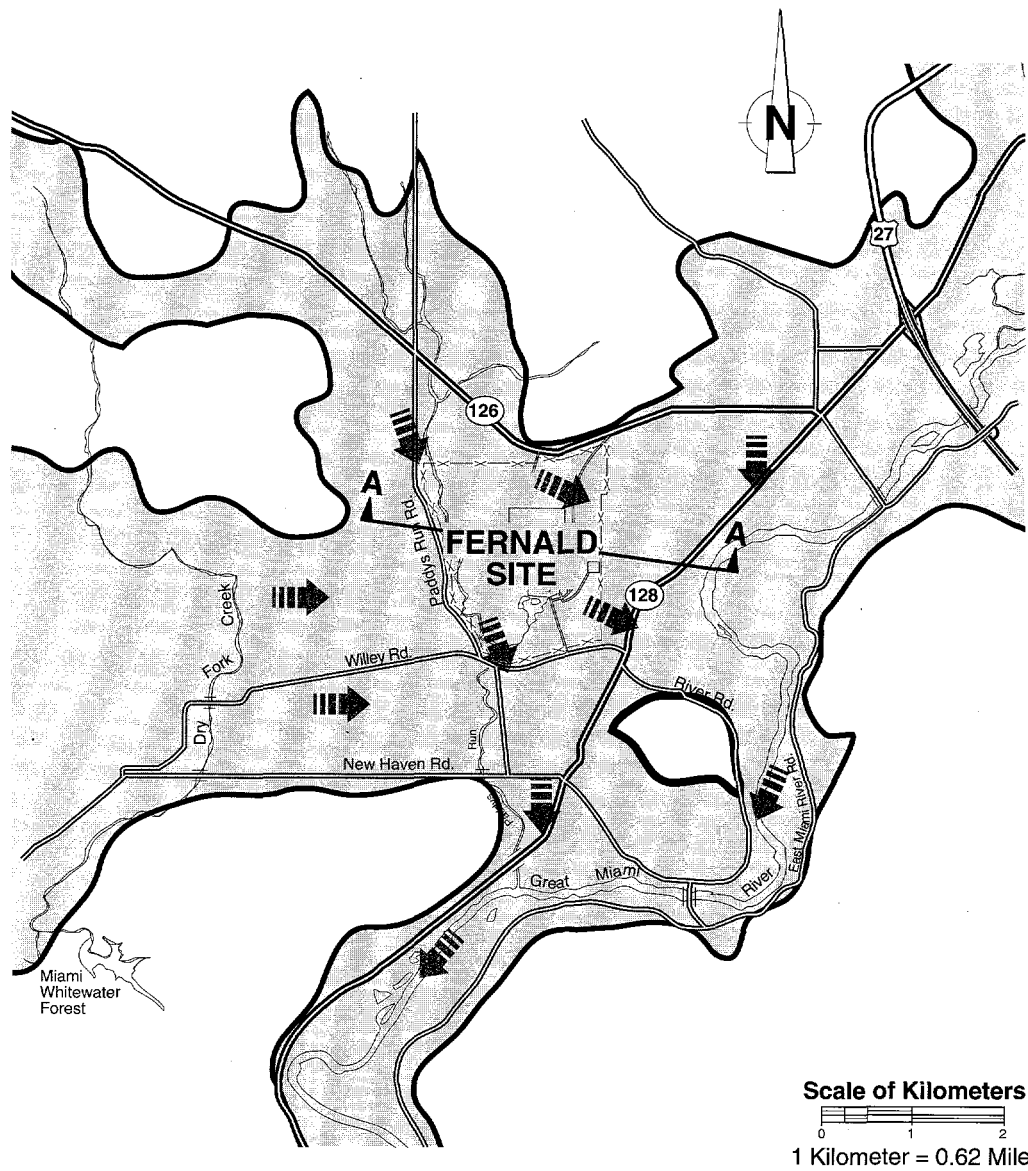 N
27
126
A
Paddys Run Rd.
FERNALD
SITE
A
128
Creek
Fork
Dry
Willey Rd.
River Rd.
Run
New Haven Rd.
East Miami River Rd.
Great Miami River
Miami
Whitewater
Forest
Scale of Kilometers
0 1 2
1 Kilometer = 0.62 Mile